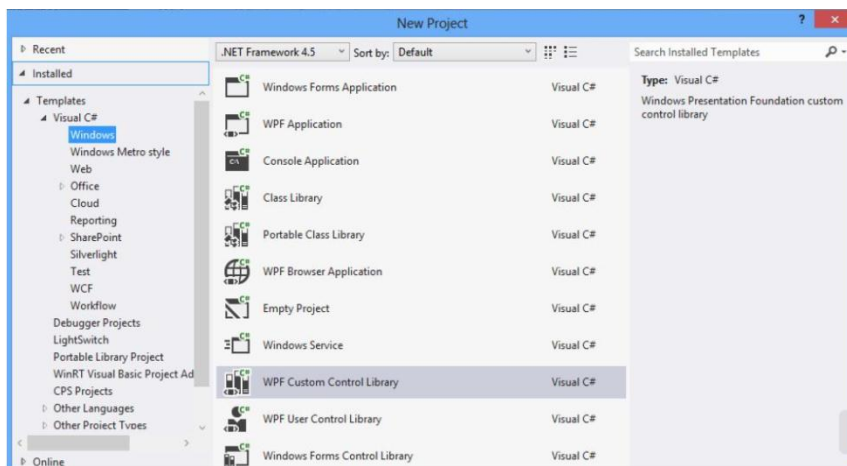 New Project
?
Recent
Installed
Templates
Visual C#
Windows
Windows Metro style
Web
Office
Cloud
Reporting
SharePoint
Silverlight
Test
WCF
Workflow
Debugger Projects
LightSwitch
Portable Library Project
WinRT Visual Basic Project Ad
CPS Projects
Other Languages
Other Project Types
Online
.NET Framework 4.5 Sort by: Default
Windows Forms Application Visual C#
WPF Application Visual C#
Console Application Visual C#
Class Library Visual C#
Portable Class Library Visual C#
WPF Browser Application Visual C#
Empty Project Visual C#
Windows Service Visual C#
WPF Custom Control Library Visual C#
WPF User Control Library Visual C#
Windows Forms Control Library Visual C#
Search Installed Templates
Type: Visual C#
Windows Presentation Foundation custom
control library